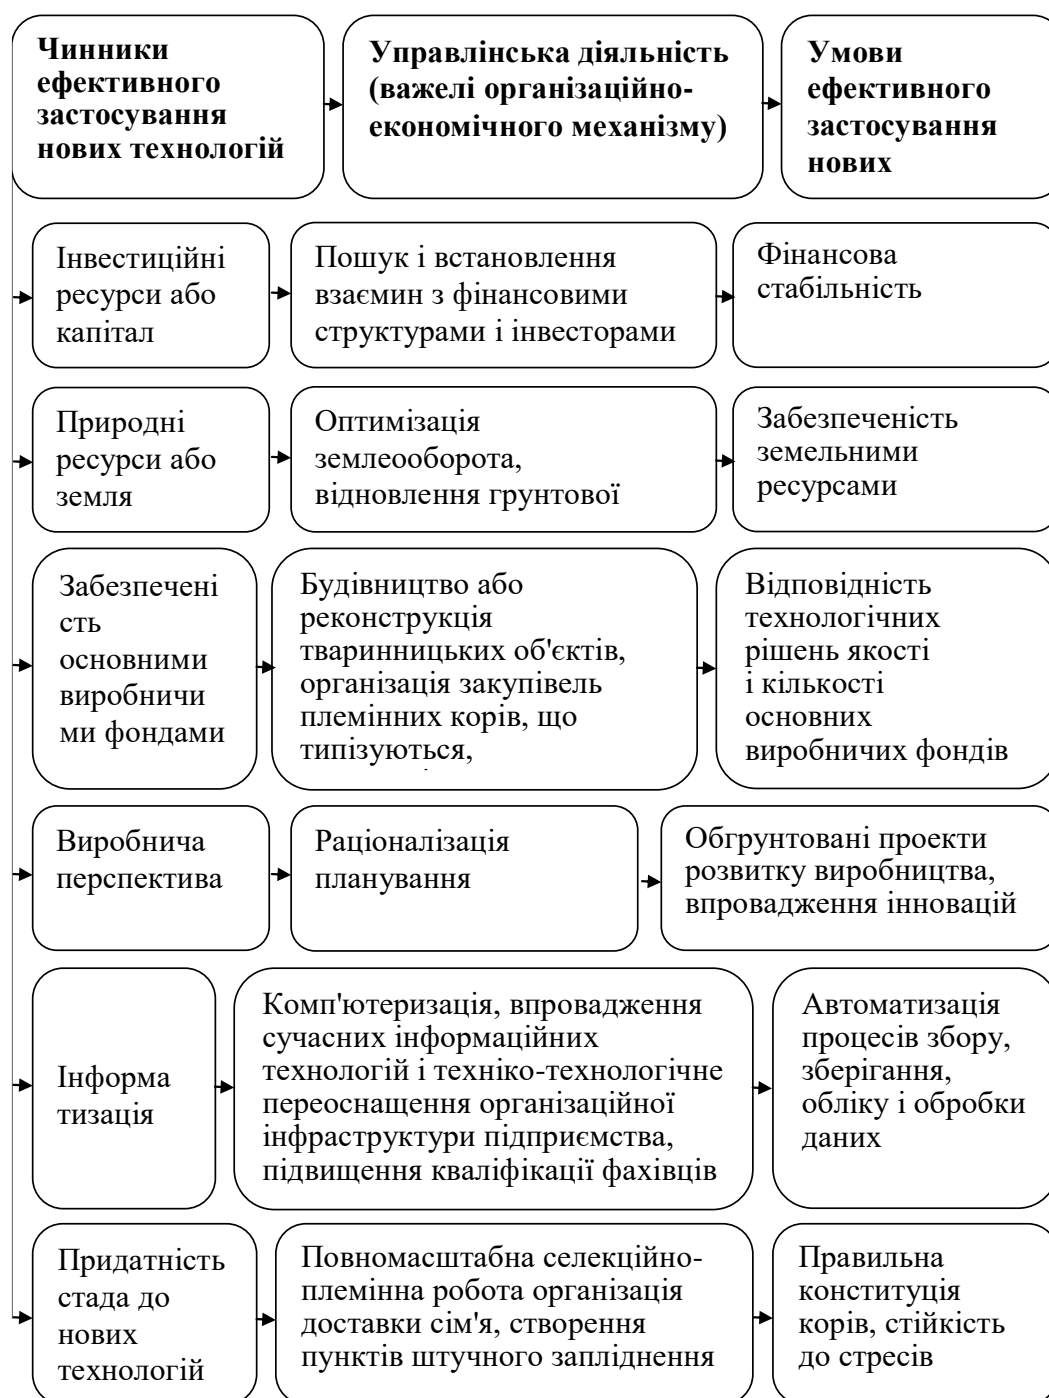 Чинники
ефективного
застосування
нових технологій
Управлінська діяльність
(важелі організаційно-
економічного механізму)
Умови
ефективного
застосування
нових
Інвестиційні
ресурси або
капітал
Пошук і встановлення
взаємин з фінансовими
структурами і інвесторами
Фінансова
стабільність
Природні
ресурси або
земля
Оптимізація
землеооборота,
відновлення грунтової
Забезпеченість
земельними
ресурсами
Забезпечені
сть
основними
виробничи
ми фондами
Будівництво або
реконструкція
тваринницьких об'єктів,
організація закупівель
племінних корів, що
типізуються,
Відповідність
технологічних
рішень якості
і кількості
основних
виробничих фондів
Виробнича
перспектива
Раціоналізація
планування
Обгрунтовані проекти
розвитку виробництва,
впровадження інновацій
Інформа
тизація
Комп'ютеризація, впровадження
сучасних інформаційних
технологій і техніко-технологічне
переоснащення організаційної
інфраструктури підприємства,
підвищення кваліфікації фахівців
Автоматизація
процесів збору,
зберігання,
обліку і обробки
даних
Придатність
стада до
нових
технологій
Повномасштабна селекційно-
племінна робота організація
доставки сім'я, створення
пунктів штучного запліднення
Правильна
конституція
корів, стійкість
до стресів